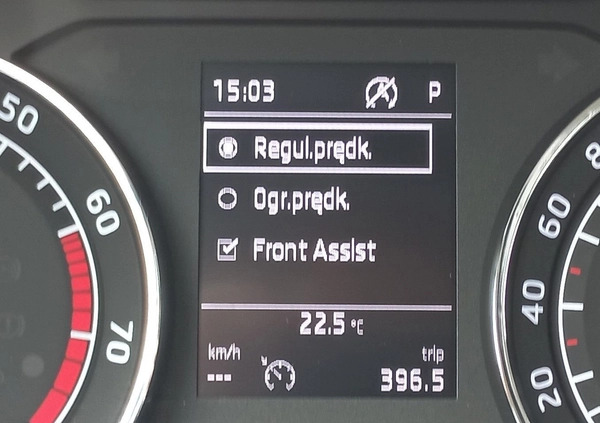 15:03 P
Regul.prędk.
Ogr.prędk.
Front Assist
22.5 °C
km/h trip
--- 396.5
50
60
70
20
40
60
8